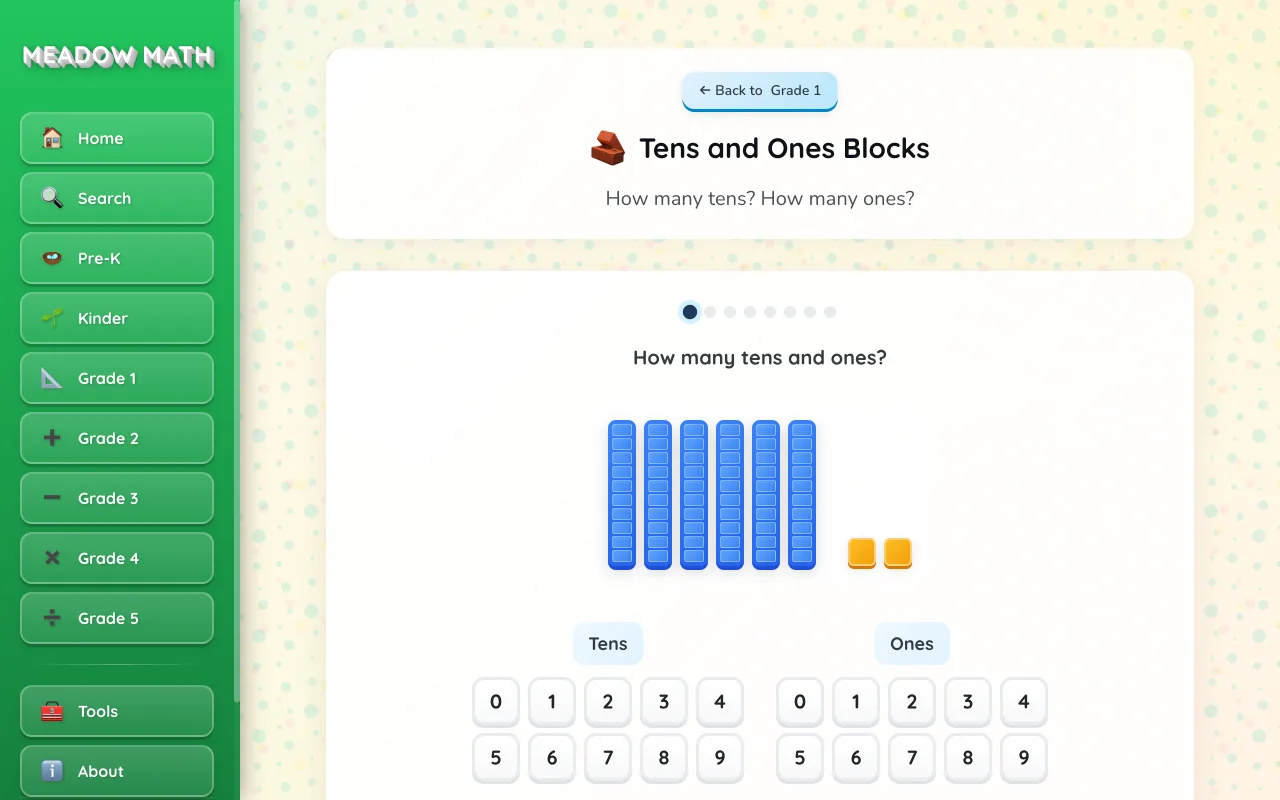 MEADOW MATH
Home
Search
Pre-K
Kinder
Grade 1
Grade 2
Grade 3
Grade 4
Grade 5
Tools
About
← Back to Grade 1
Tens and Ones Blocks
How many tens? How many ones?
How many tens and ones?
Tens
0 1 2 3 4
5 6 7 8 9
Ones
0 1 2 3 4
5 6 7 8 9